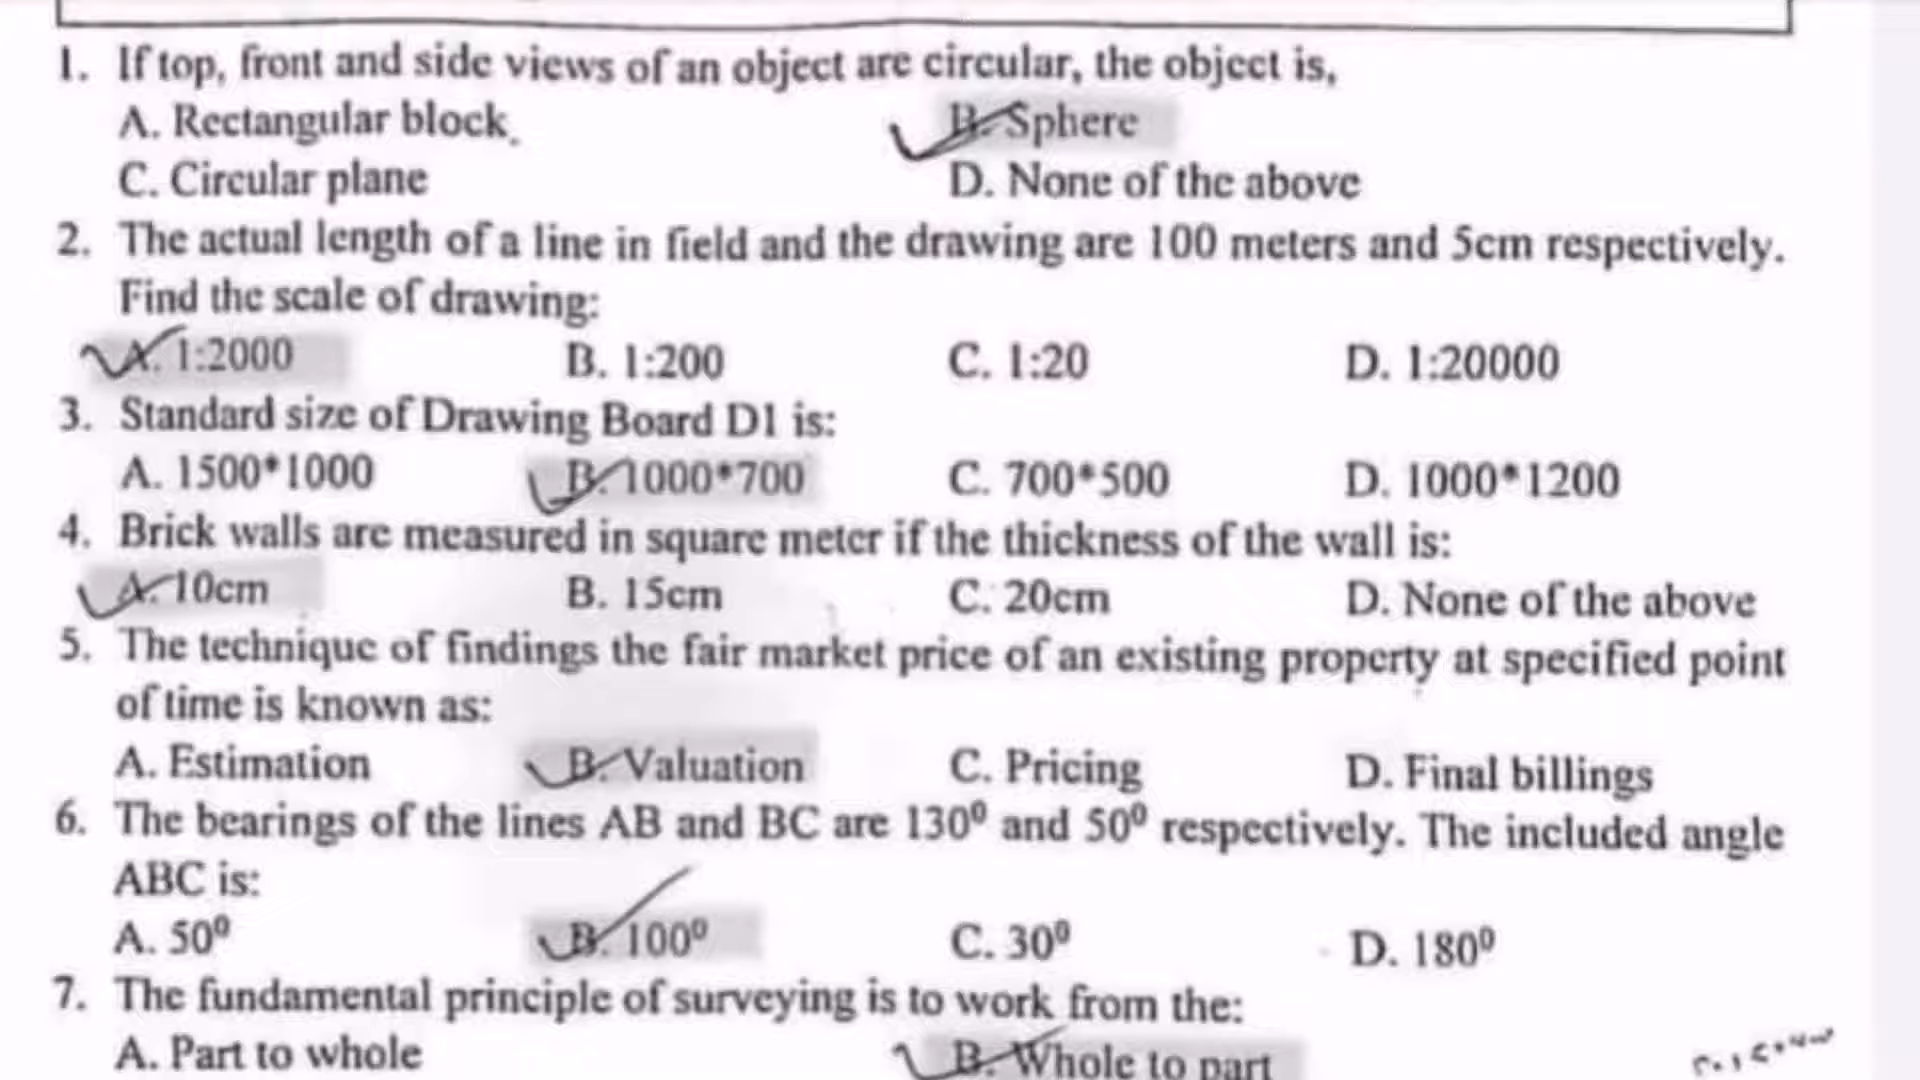 1. If top, front and side views of an object are circular, the object is,
A. Rectangular block B. Sphere
C. Circular plane D. None of the above
2. The actual length of a line in field and the drawing are 100 meters and 5cm respectively.
Find the scale of drawing:
A. 1:2000 B. 1:200 C. 1:20 D. 1:20000
3. Standard size of Drawing Board D1 is:
A. 1500*1000 B. 1000*700 C. 700*500 D. 1000*1200
4. Brick walls are measured in square meter if the thickness of the wall is:
A. 10cm B. 15cm C. 20cm D. None of the above
5. The technique of findings the fair market price of an existing property at specified point
of time is known as:
A. Estimation B. Valuation C. Pricing D. Final billings
6. The bearings of the lines AB and BC are 130⁰ and 50⁰ respectively. The included angle
ABC is:
A. 50⁰ B. 100⁰ C. 30⁰ D. 180⁰
7. The fundamental principle of surveying is to work from the:
A. Part to whole B. Whole to part